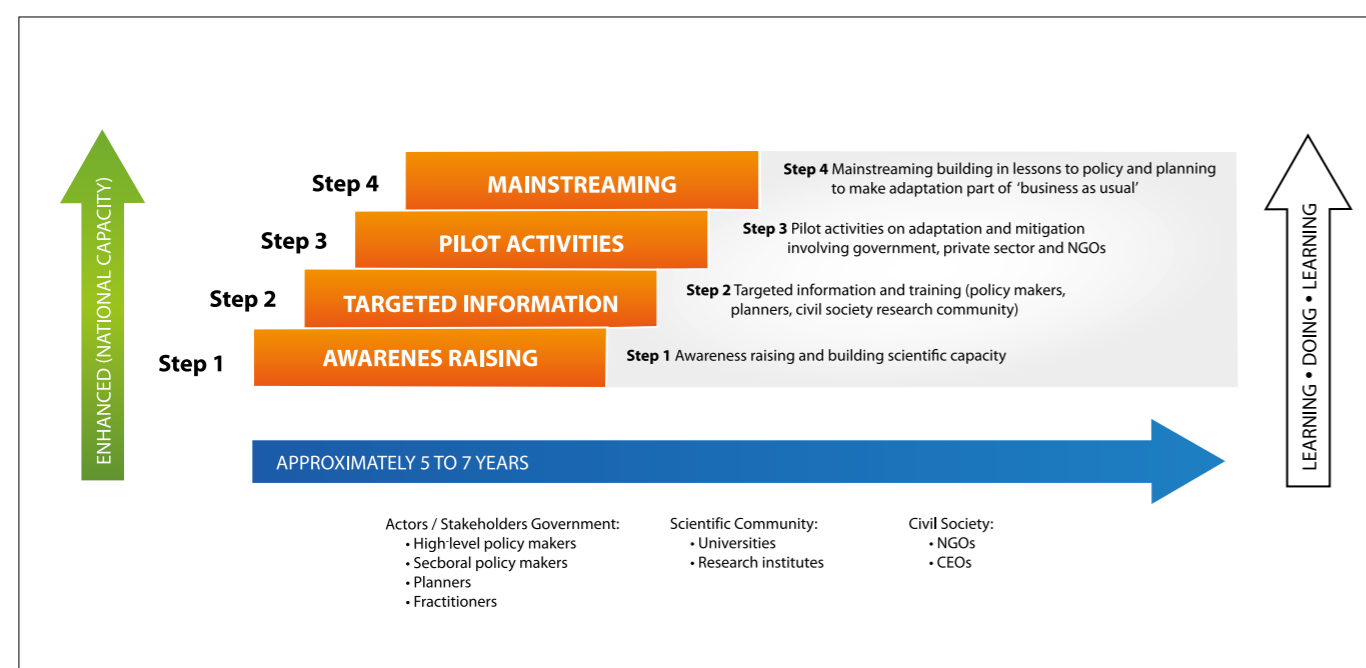 ENHANCED (NATIONAL CAPACITY)
Step 4
MAINSTREAMING
Step 4 Mainstreaming building in lessons to policy and planning
to make adaptation part of ‘business as usual’
Step 3
PILOT ACTIVITIES
Step 3 Pilot activities on adaptation and mitigation
involving government, private sector and NGOs
Step 2
TARGETED INFORMATION
Step 2 Targeted information and training (policy makers,
planners, civil society research community)
Step 1
AWARENES RAISING
Step 1 Awareness raising and building scientific capacity
LEARNING • DOING • LEARNING
APPROXIMATELY 5 TO 7 YEARS
Actors / Stakeholders Government:
• High-level policy makers
• Secboral policy makers
• Planners
• Fractitioners
Scientific Community:
• Universities
• Research institutes
Civil Society:
• NGOs
• CEOs